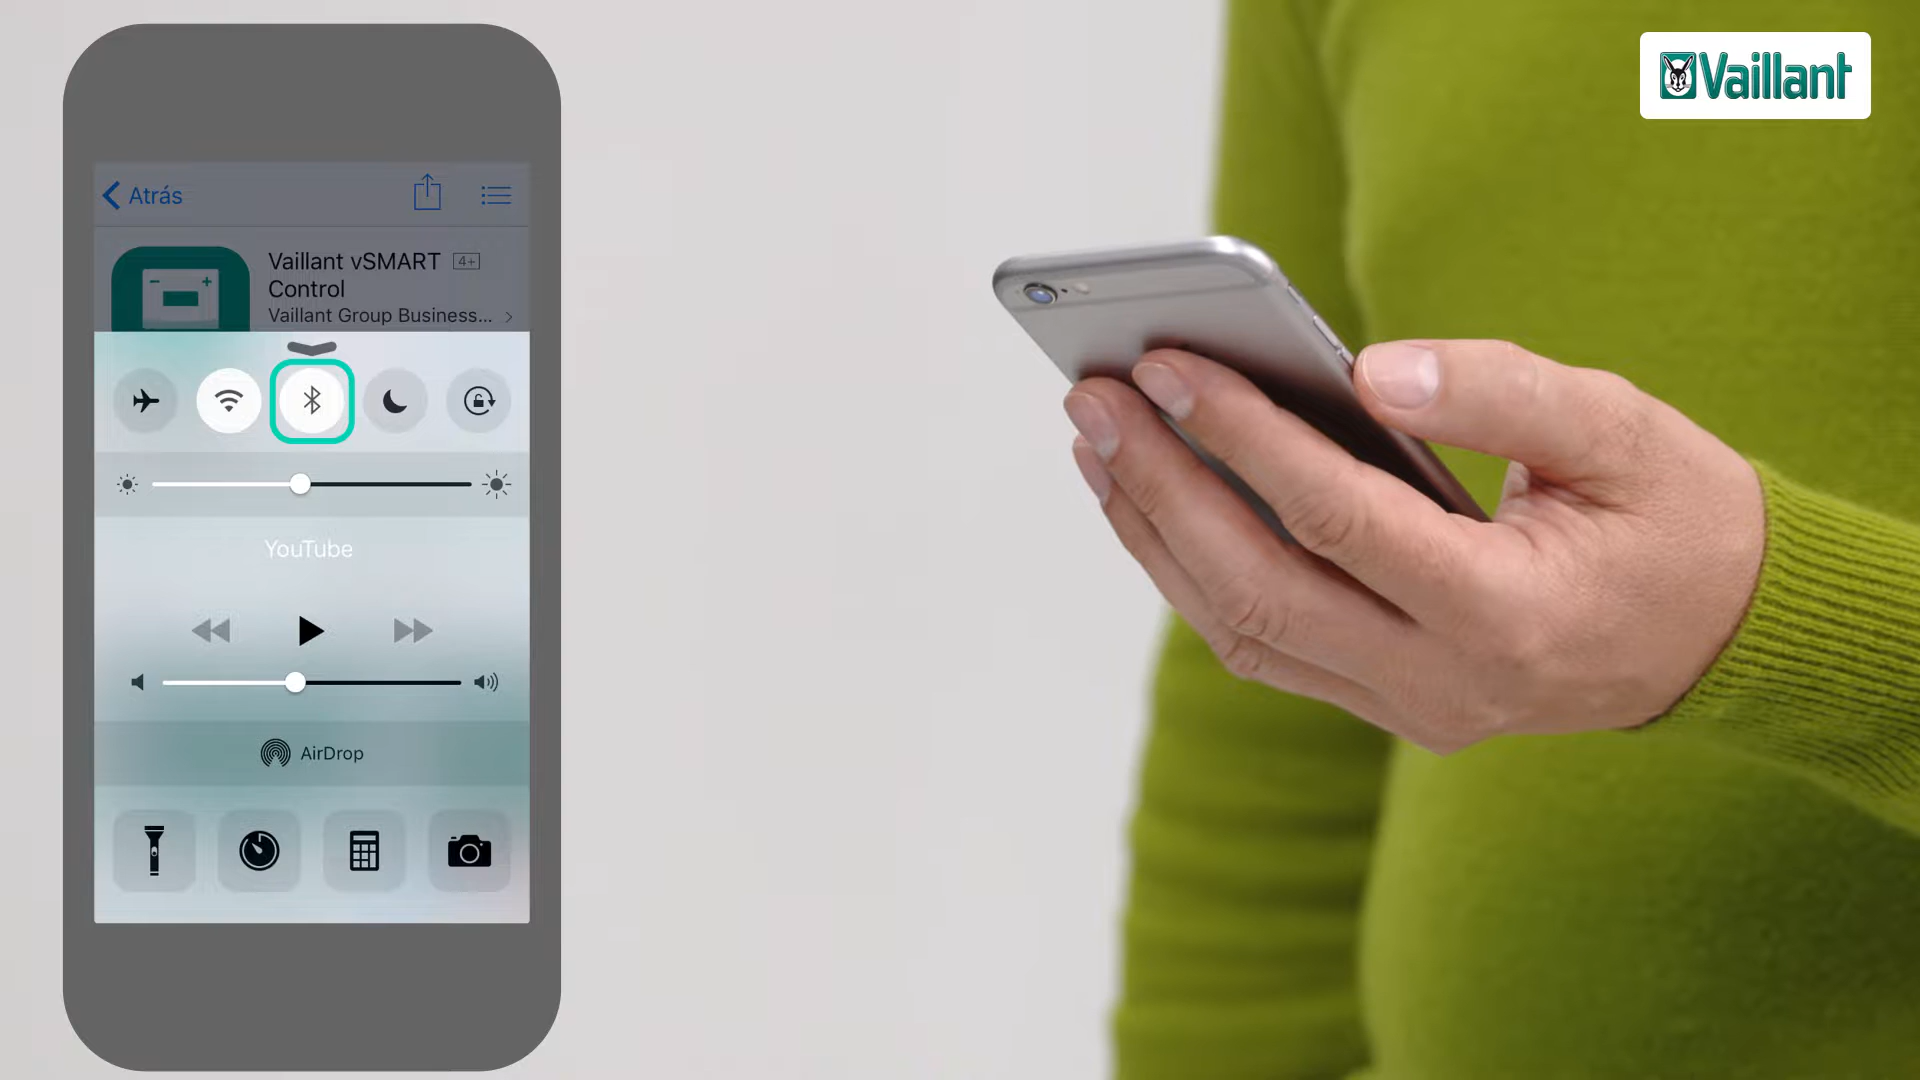 Vaillant
Atrás
Vaillant vSMART 4+
Control
Vaillant Group Business...
YouTube
AirDrop